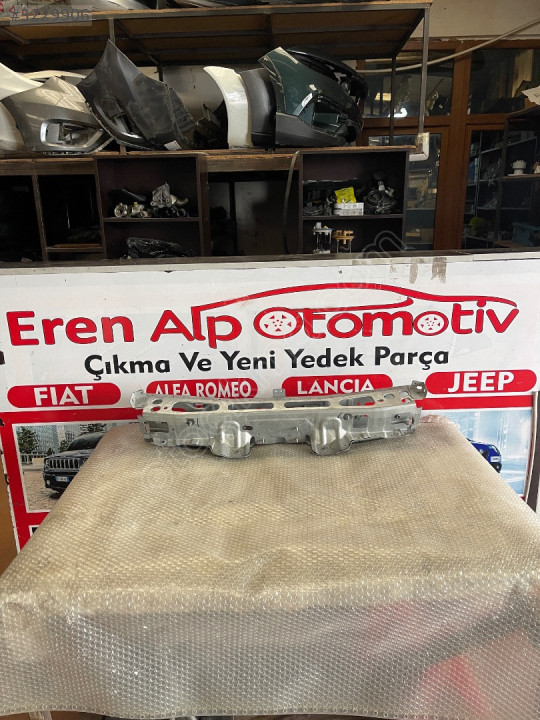 Eren Alp Otomotiv
Çıkma Ve Yeni Yedek Parça
FIAT
ALFA ROMEO
LANCIA
JEEP